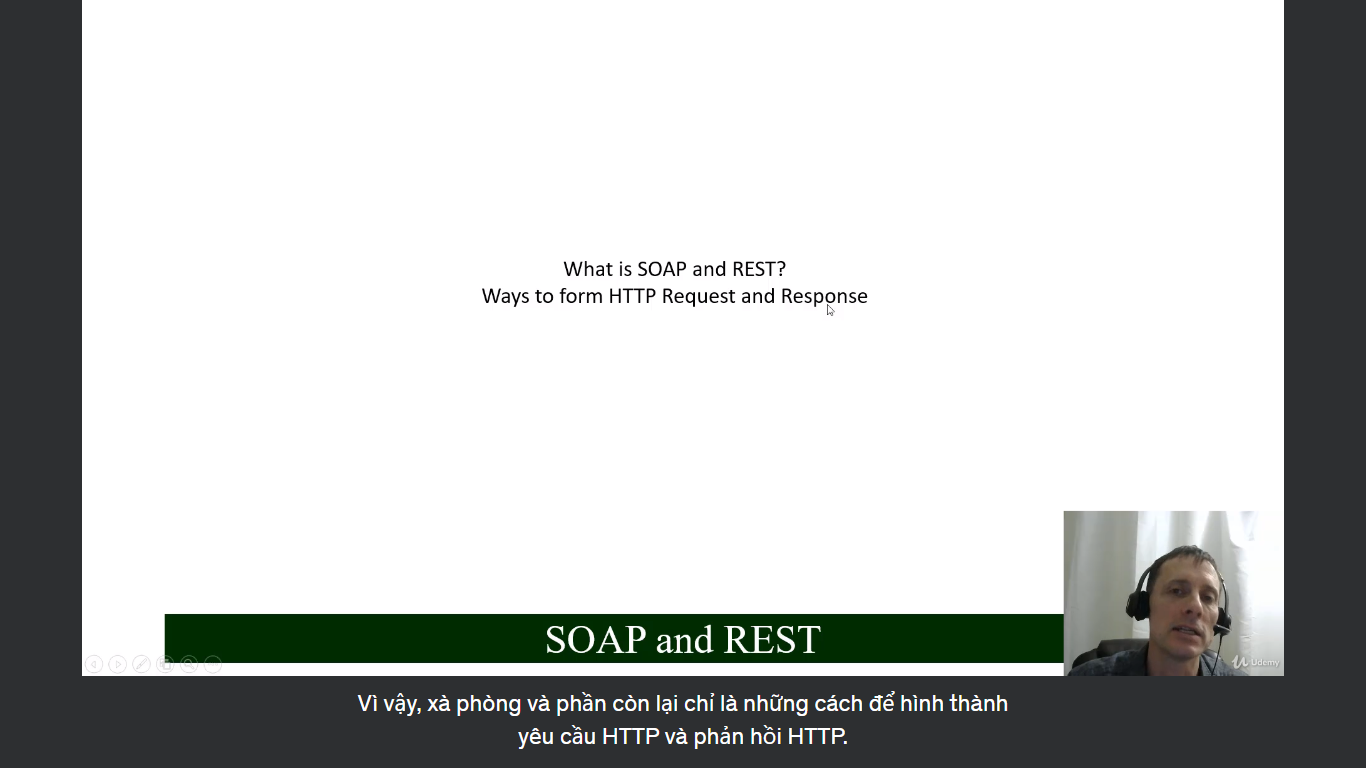 What is SOAP and REST?
Ways to form HTTP Request and Response
SOAP and REST
Udemy
Vì vậy, xà phòng và phần còn lại chỉ là những cách để hình thành
yêu cầu HTTP và phản hồi HTTP.